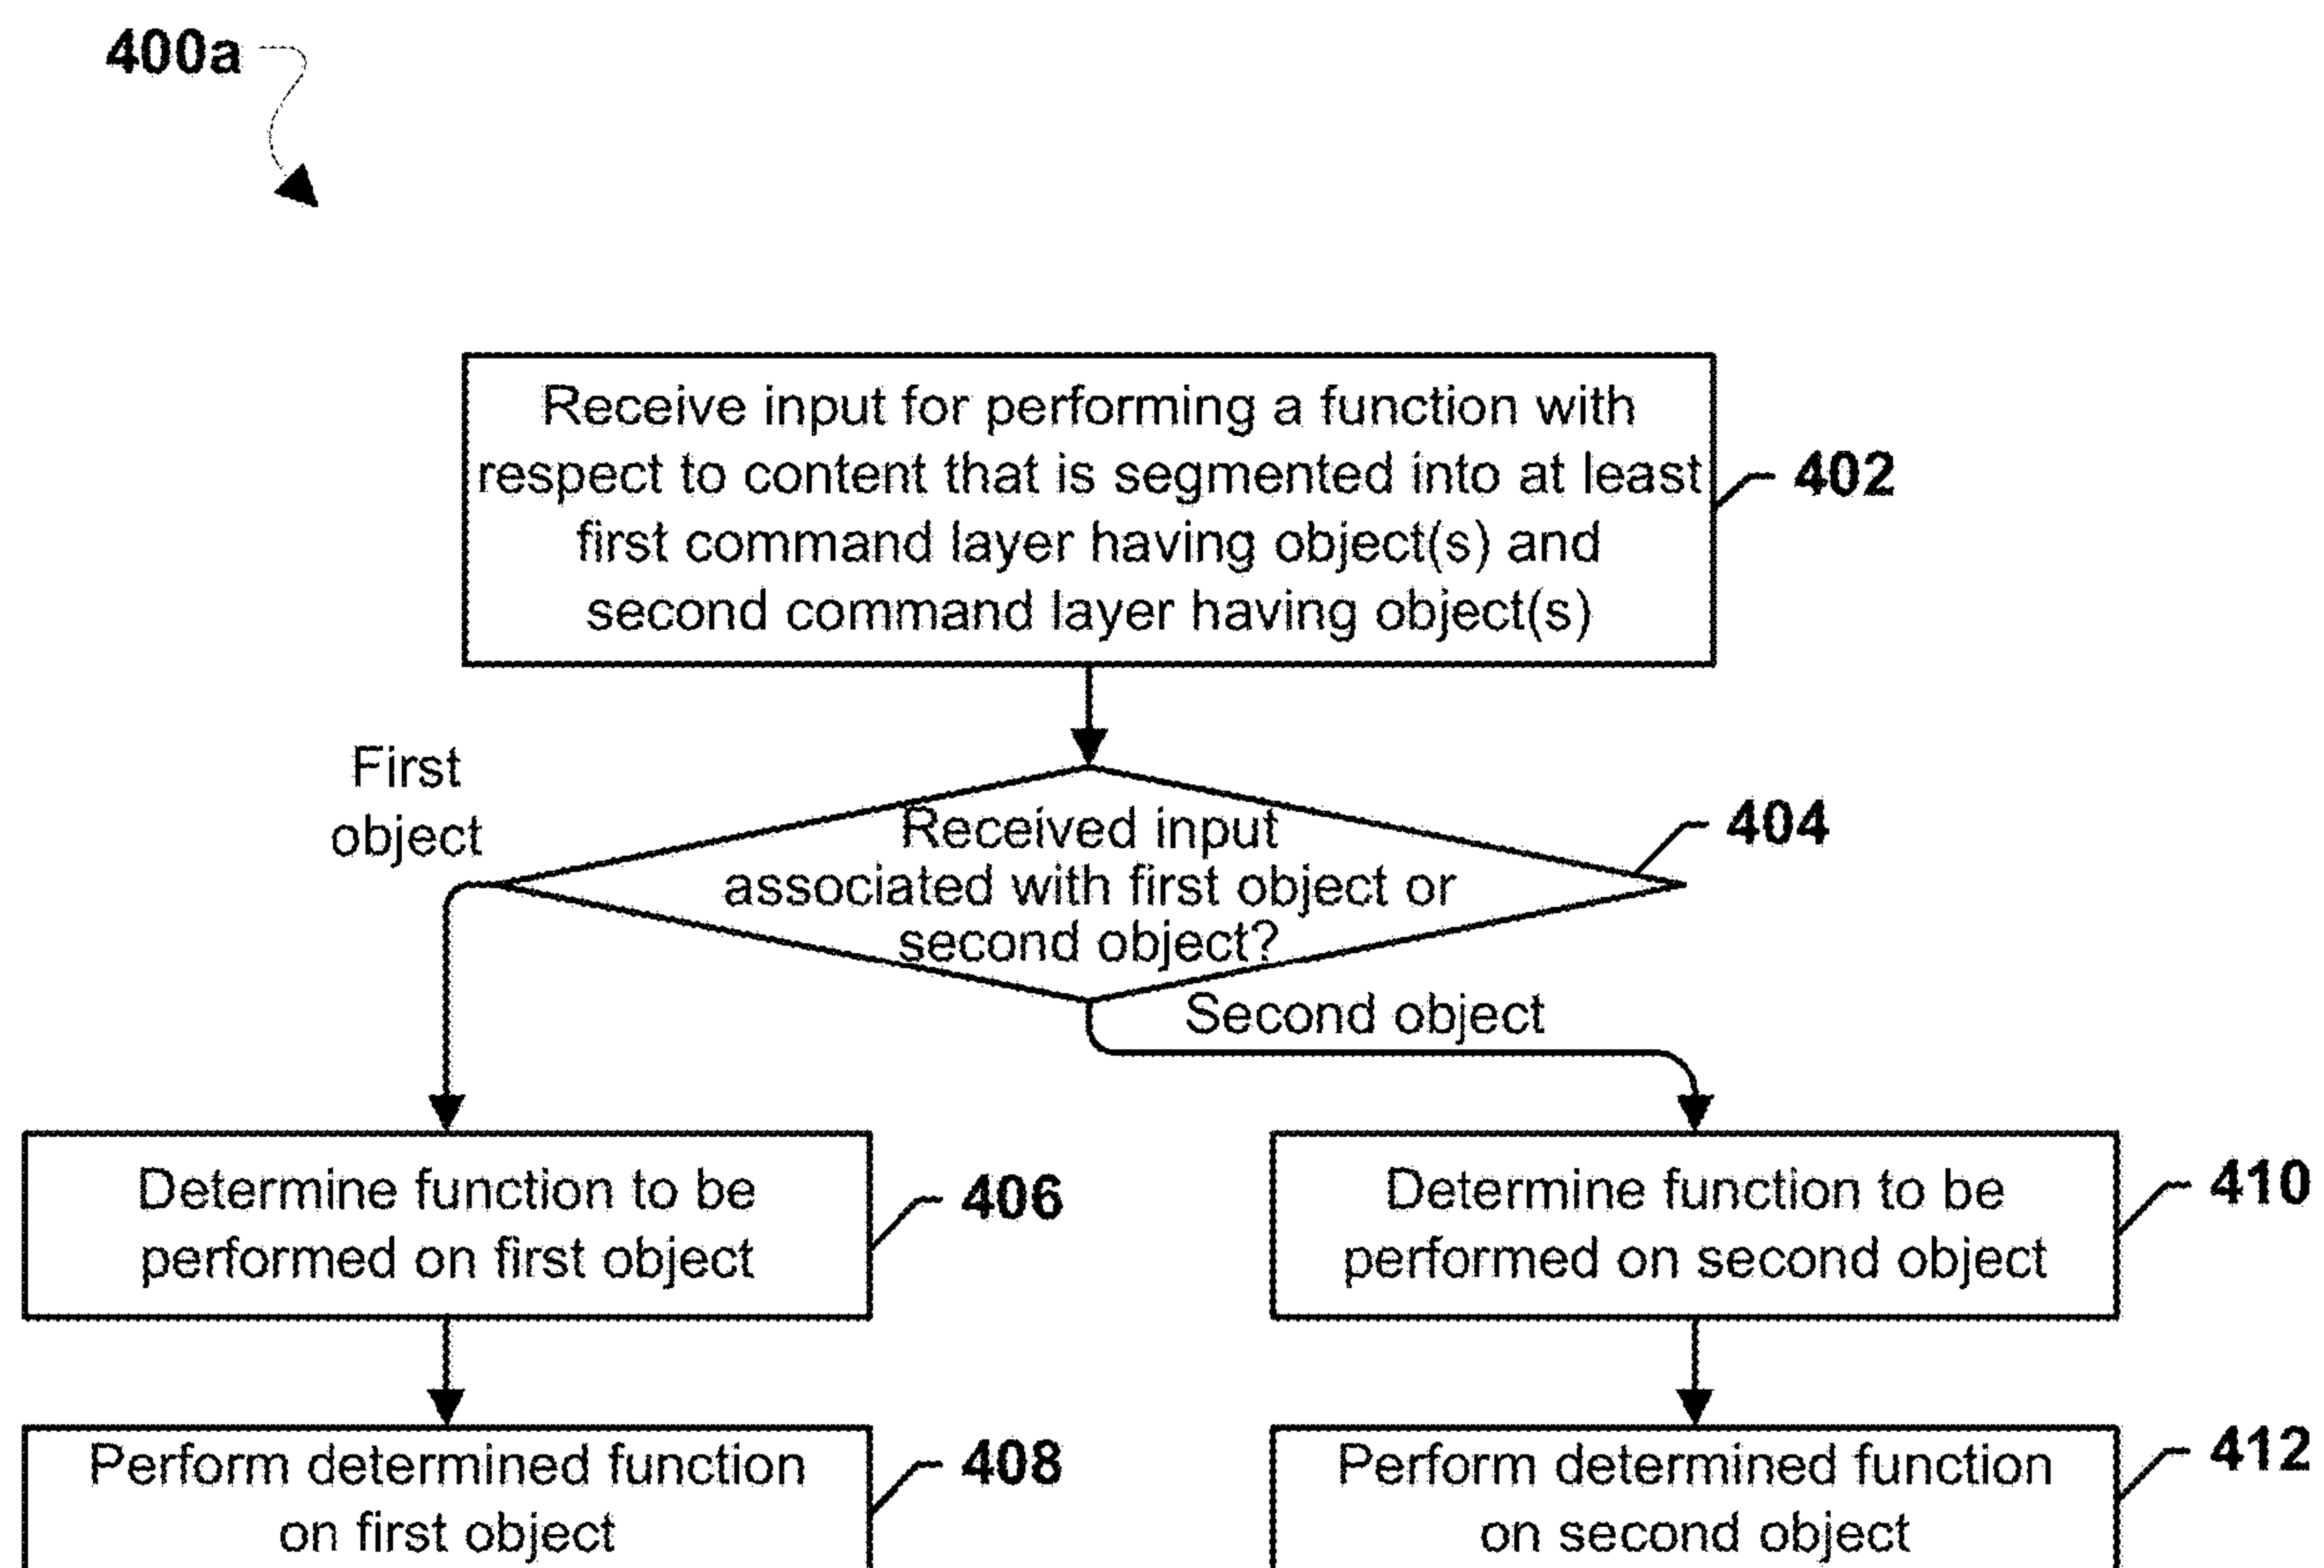 400a
Receive input for performing a function with
respect to content that is segmented into at least
first command layer having object(s) and
second command layer having object(s)
402
First
object
Received input
associated with first object or
second object?
404
Second object
Determine function to be
performed on first object
406
Determine function to be
performed on second object
410
Perform determined function
on first object
408
Perform determined function
on second object
412